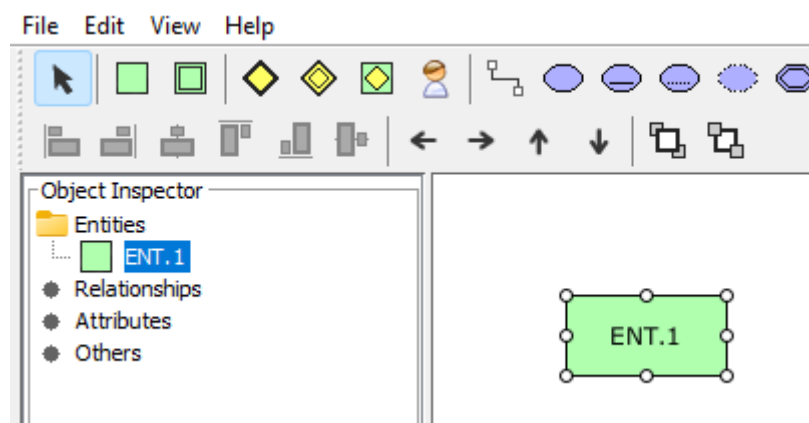 File Edit View Help
Object Inspector
Entities
ENT.1
Relationships
Attributes
Others
ENT.1